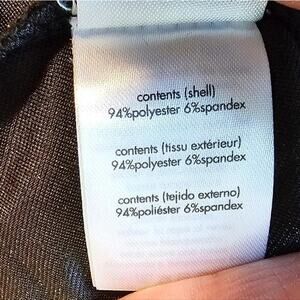 contents (shell)
94%polyester 6%spandex
contents (tissu extérieur)
94%polyester 6%spandex
contents (tejido externo)
94%poliéster 6%spandex